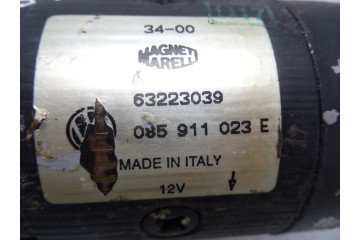 34-00
MAGNETI
MARELLI
63223039
085 911 023 E
MADE IN ITALY
12V